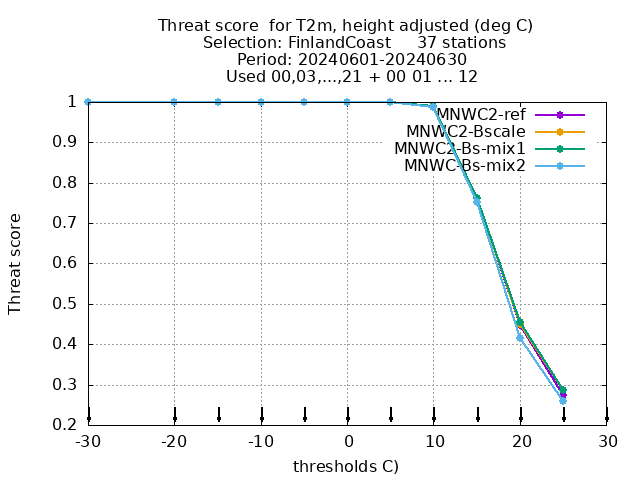 Threat score  for T2m, height adjusted (deg C)
Selection: FinlandCoast     37 stations
Period: 20240601-20240630
Used 00,03,...,21 + 00 01 ... 12
MNWC2-ref
MNWC2-Bscale
MNWC2-Bs-mix1
MNWC-Bs-mix2
1
0.9
0.8
0.7
0.6
0.5
0.4
0.3
0.2
Threat score
-30 -20 -10 0 10 20 30
thresholds C)